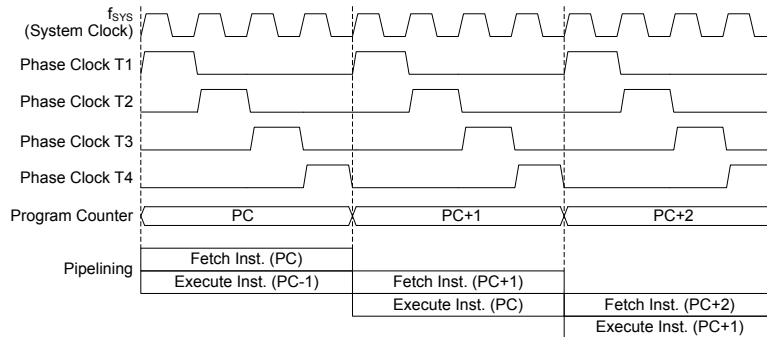 fSYS
(System Clock)
Phase Clock T1
Phase Clock T2
Phase Clock T3
Phase Clock T4
Program Counter
PC
PC+1
PC+2
Pipelining
Fetch Inst. (PC)
Execute Inst. (PC-1)
Fetch Inst. (PC+1)
Execute Inst. (PC)
Fetch Inst. (PC+2)
Execute Inst. (PC+1)